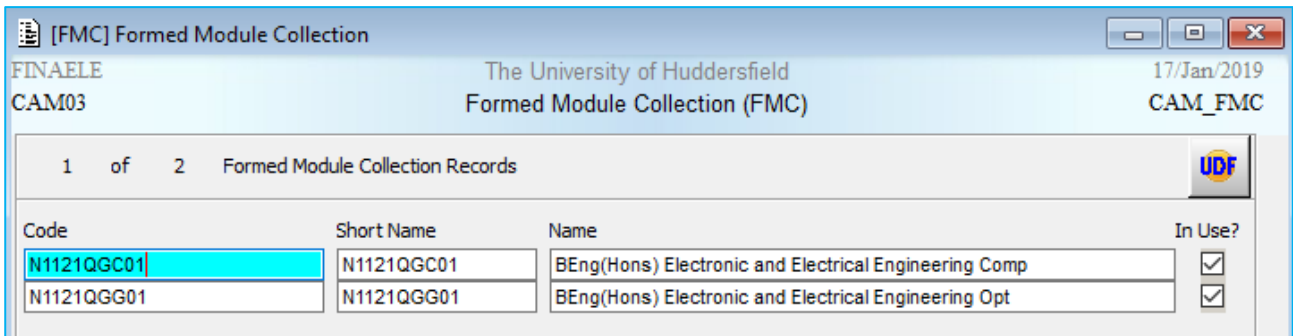 [FMC] Formed Module Collection
FINAELE The University of Huddersfield 17/Jan/2019
CAM03 Formed Module Collection (FMC) CAM_FMC
1 of 2 Formed Module Collection Records UDF
Code Short Name Name In Use?
N1121QGC01 N1121QGC01 BEng(Hons) Electronic and Electrical Engineering Comp
N1121QGG01 N1121QGG01 BEng(Hons) Electronic and Electrical Engineering Opt